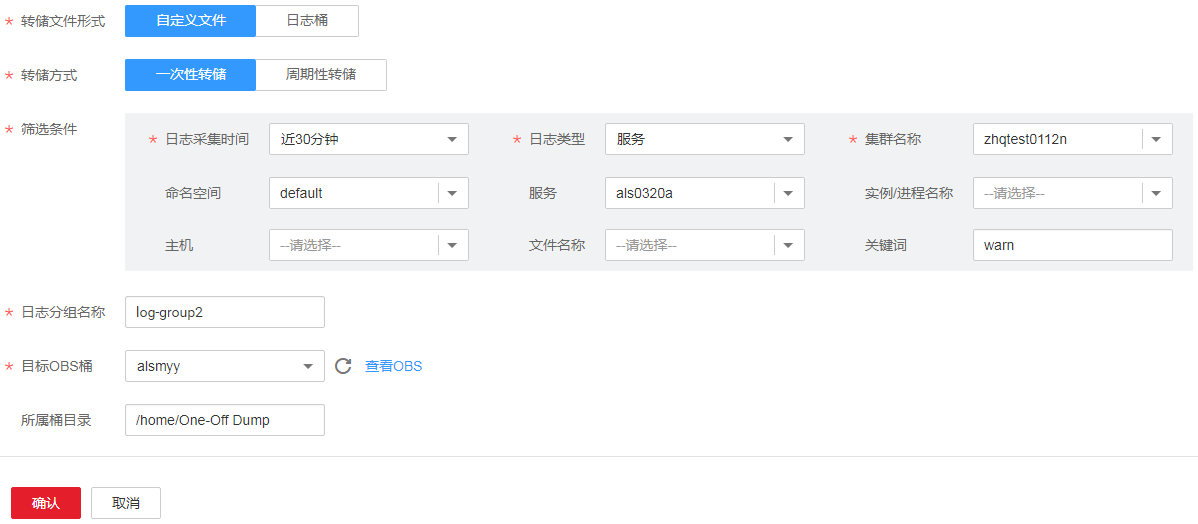 * 转储文件形式 自定义文件 日志桶
* 转储方式 一次性转储 周期性转储
* 筛选条件
* 日志采集时间 近30分钟 * 日志类型 服务 * 集群名称 zhqtest0112n
命名空间 default 服务 als0320a 实例/进程名称 --请选择--
主机 --请选择-- 文件名称 --请选择-- 关键词 warn
* 日志分组名称 log-group2
* 目标OBS桶 alsmyy 查看OBS
所属桶目录 /home/One-Off Dump
确认 取消